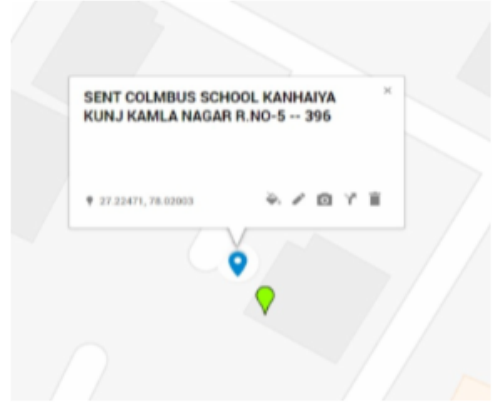 SENT COLMBUS SCHOOL KANHAIYA
KUNJ KAMLA NAGAR R.NO-5 -- 396
27.22471, 78.02003